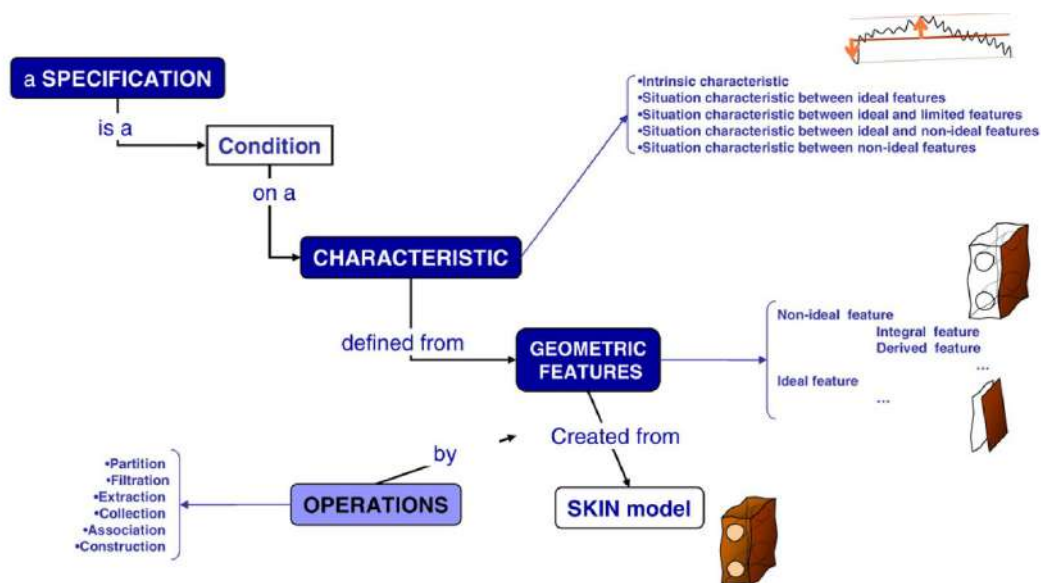 a SPECIFICATION
is a
Condition
on a
CHARACTERISTIC
•Intrinsic characteristic
•Situation characteristic between ideal features
•Situation characteristic between ideal and limited features
•Situation characteristic between ideal and non-ideal features
•Situation characteristic between non-ideal features
defined from
GEOMETRIC
FEATURES
Non-ideal feature
Integral feature
Derived feature
...
Ideal feature
...
Created from
by
SKIN model
OPERATIONS
•Partition
•Filtration
•Extraction
•Collection
•Association
•Construction